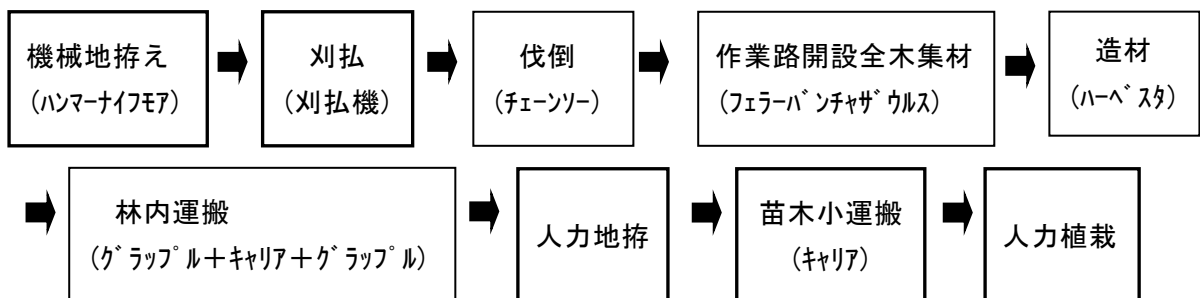 機械地拵え
(ﾊﾝﾏｰﾅｲﾌﾓｱ)
刈払
(刈払機)
伐倒
(ﾁｪｰﾝｿｰ)
作業路開設全木集材
(ﾌｪﾗｰﾊﾞﾝﾁｬｻﾞｳﾙｽ)
造材
(ﾊｰﾍﾞｽﾀ)
林内運搬
(ｸﾞﾗｯﾌﾟﾙ＋ｷｬﾘｱ＋ｸﾞﾗｯﾌﾟﾙ)
人力地拵
苗木小運搬
(ｷｬﾘｱ)
人力植栽